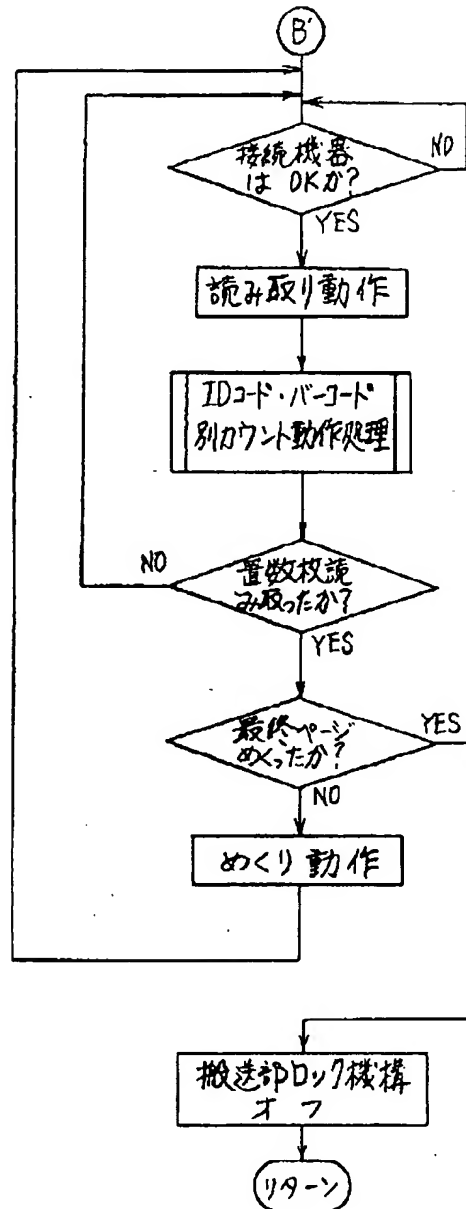 B'
接続機器
は OKか?
NO
YES
読み取り動作
IDコード・バーコード
別カウント動作処理
NO
置数枚読
み取ったか?
YES
最終ページ
めくったか?
YES
NO
めくり動作
搬送部ロック機構
オフ
リターン